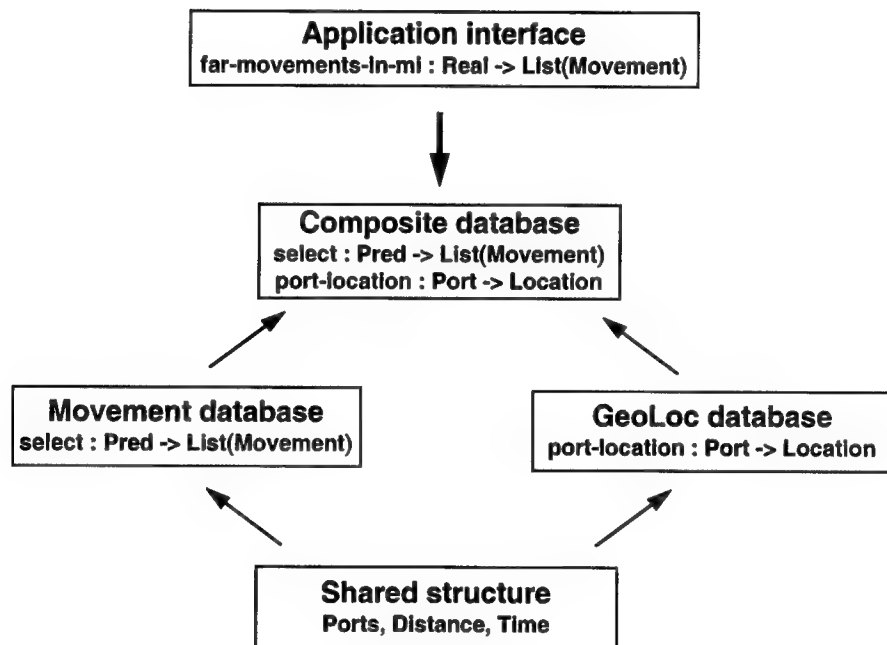 Application interface
far-movements-in-mi : Real -> List(Movement)
Composite database
select : Pred -> List(Movement)
port-location : Port -> Location
Movement database
select : Pred -> List(Movement)
GeoLoc database
port-location : Port -> Location
Shared structure
Ports, Distance, Time